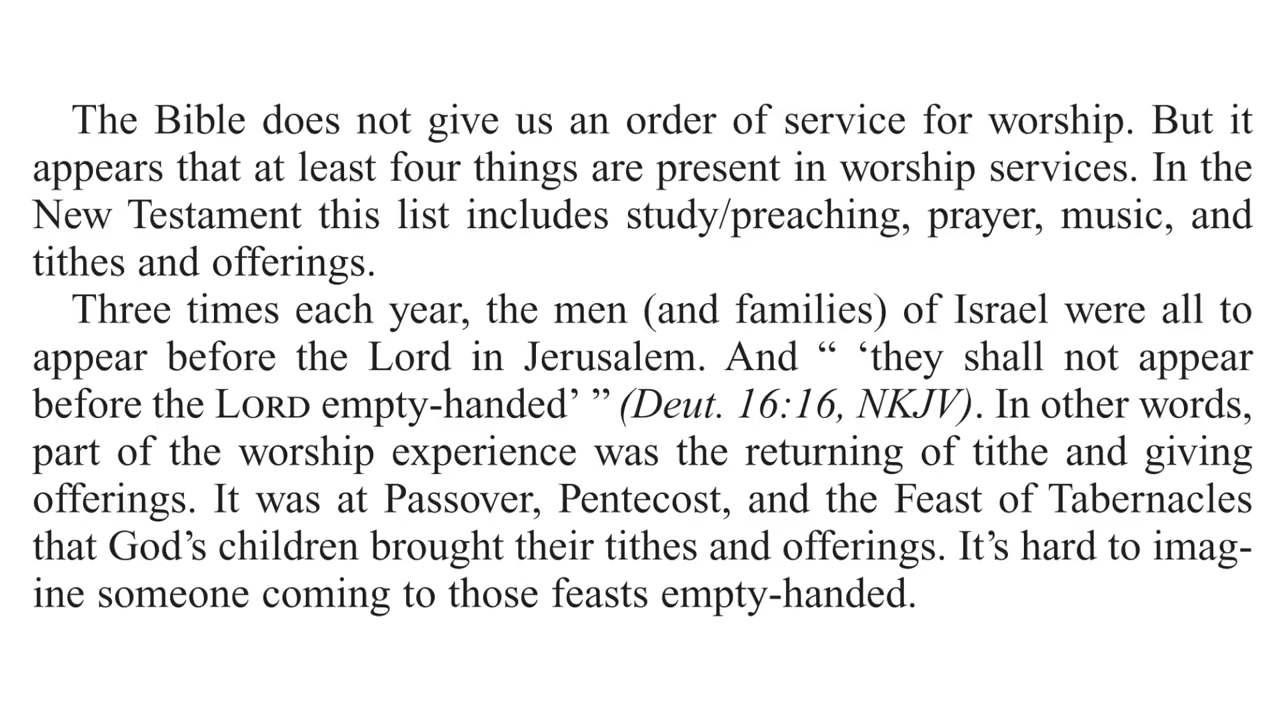 The Bible does not give us an order of service for worship. But it
appears that at least four things are present in worship services. In the
New Testament this list includes study/preaching, prayer, music, and
tithes and offerings.
Three times each year, the men (and families) of Israel were all to
appear before the Lord in Jerusalem. And “ ‘they shall not appear
before the LORD empty-handed’ ” (Deut. 16:16, NKJV). In other words,
part of the worship experience was the returning of tithe and giving
offerings. It was at Passover, Pentecost, and the Feast of Tabernacles
that God’s children brought their tithes and offerings. It’s hard to imag-
ine someone coming to those feasts empty-handed.